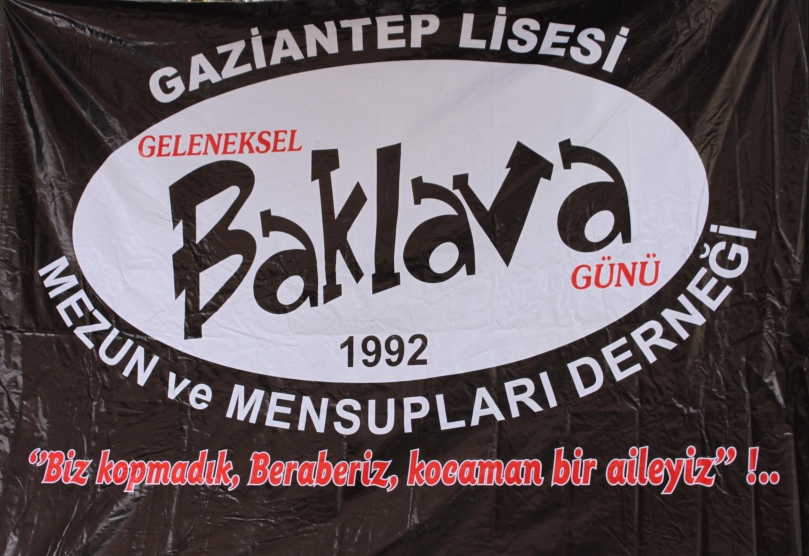 GAZİANTEP LİSESİ
GELENEKSEL
Baklava
GÜNÜ
1992
MEZUN ve MENSUPLARI DERNEĞİ
“Biz kopmadık, Beraberiz, kocaman bir aileyiz” !..